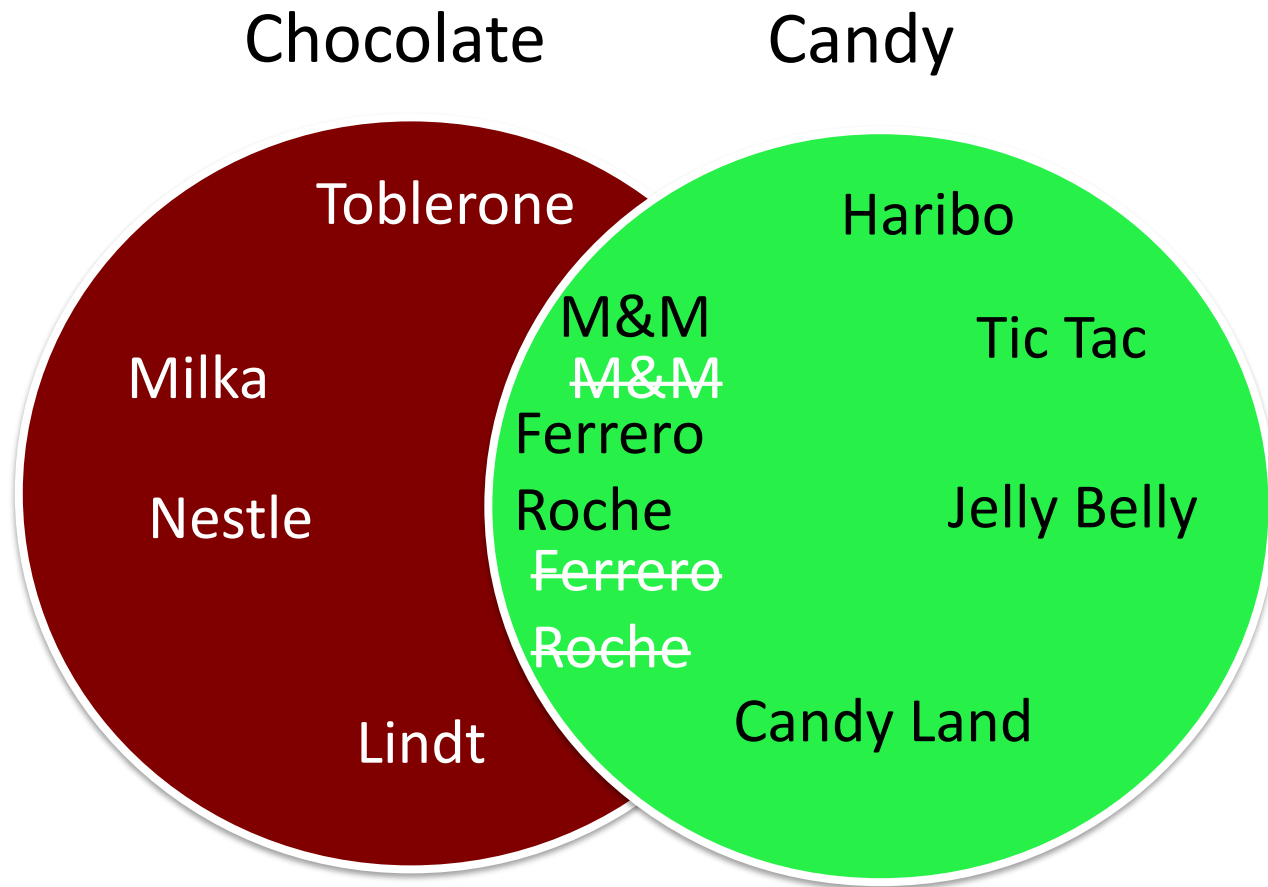 Chocolate
Candy
Toblerone
Haribo
M&M
Tic Tac
Milka
M&M
Ferrero
Roche
Nestle
Jelly Belly
Ferrero
Roche
Lindt
Candy Land